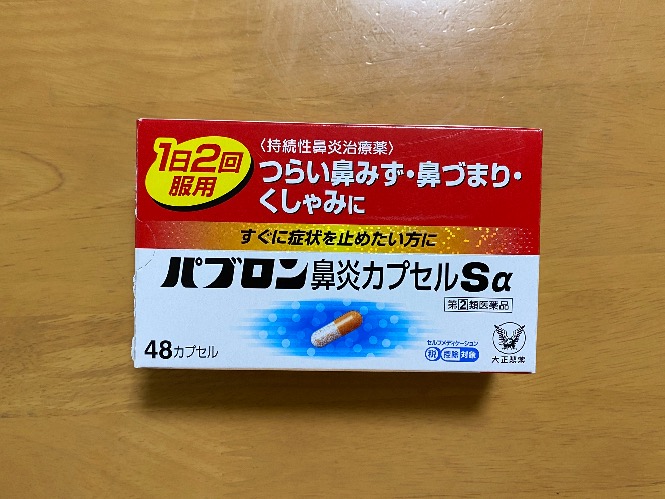 1日2回
服用
〈持続性鼻炎治療薬〉
つらい鼻みず・鼻づまり・
くしゃみに
すぐに症状を止めたい方に
パブロン鼻炎カプセルSα
指定第②類医薬品
48カプセル
セルフメディケーション
税 控除 対象
大正製薬